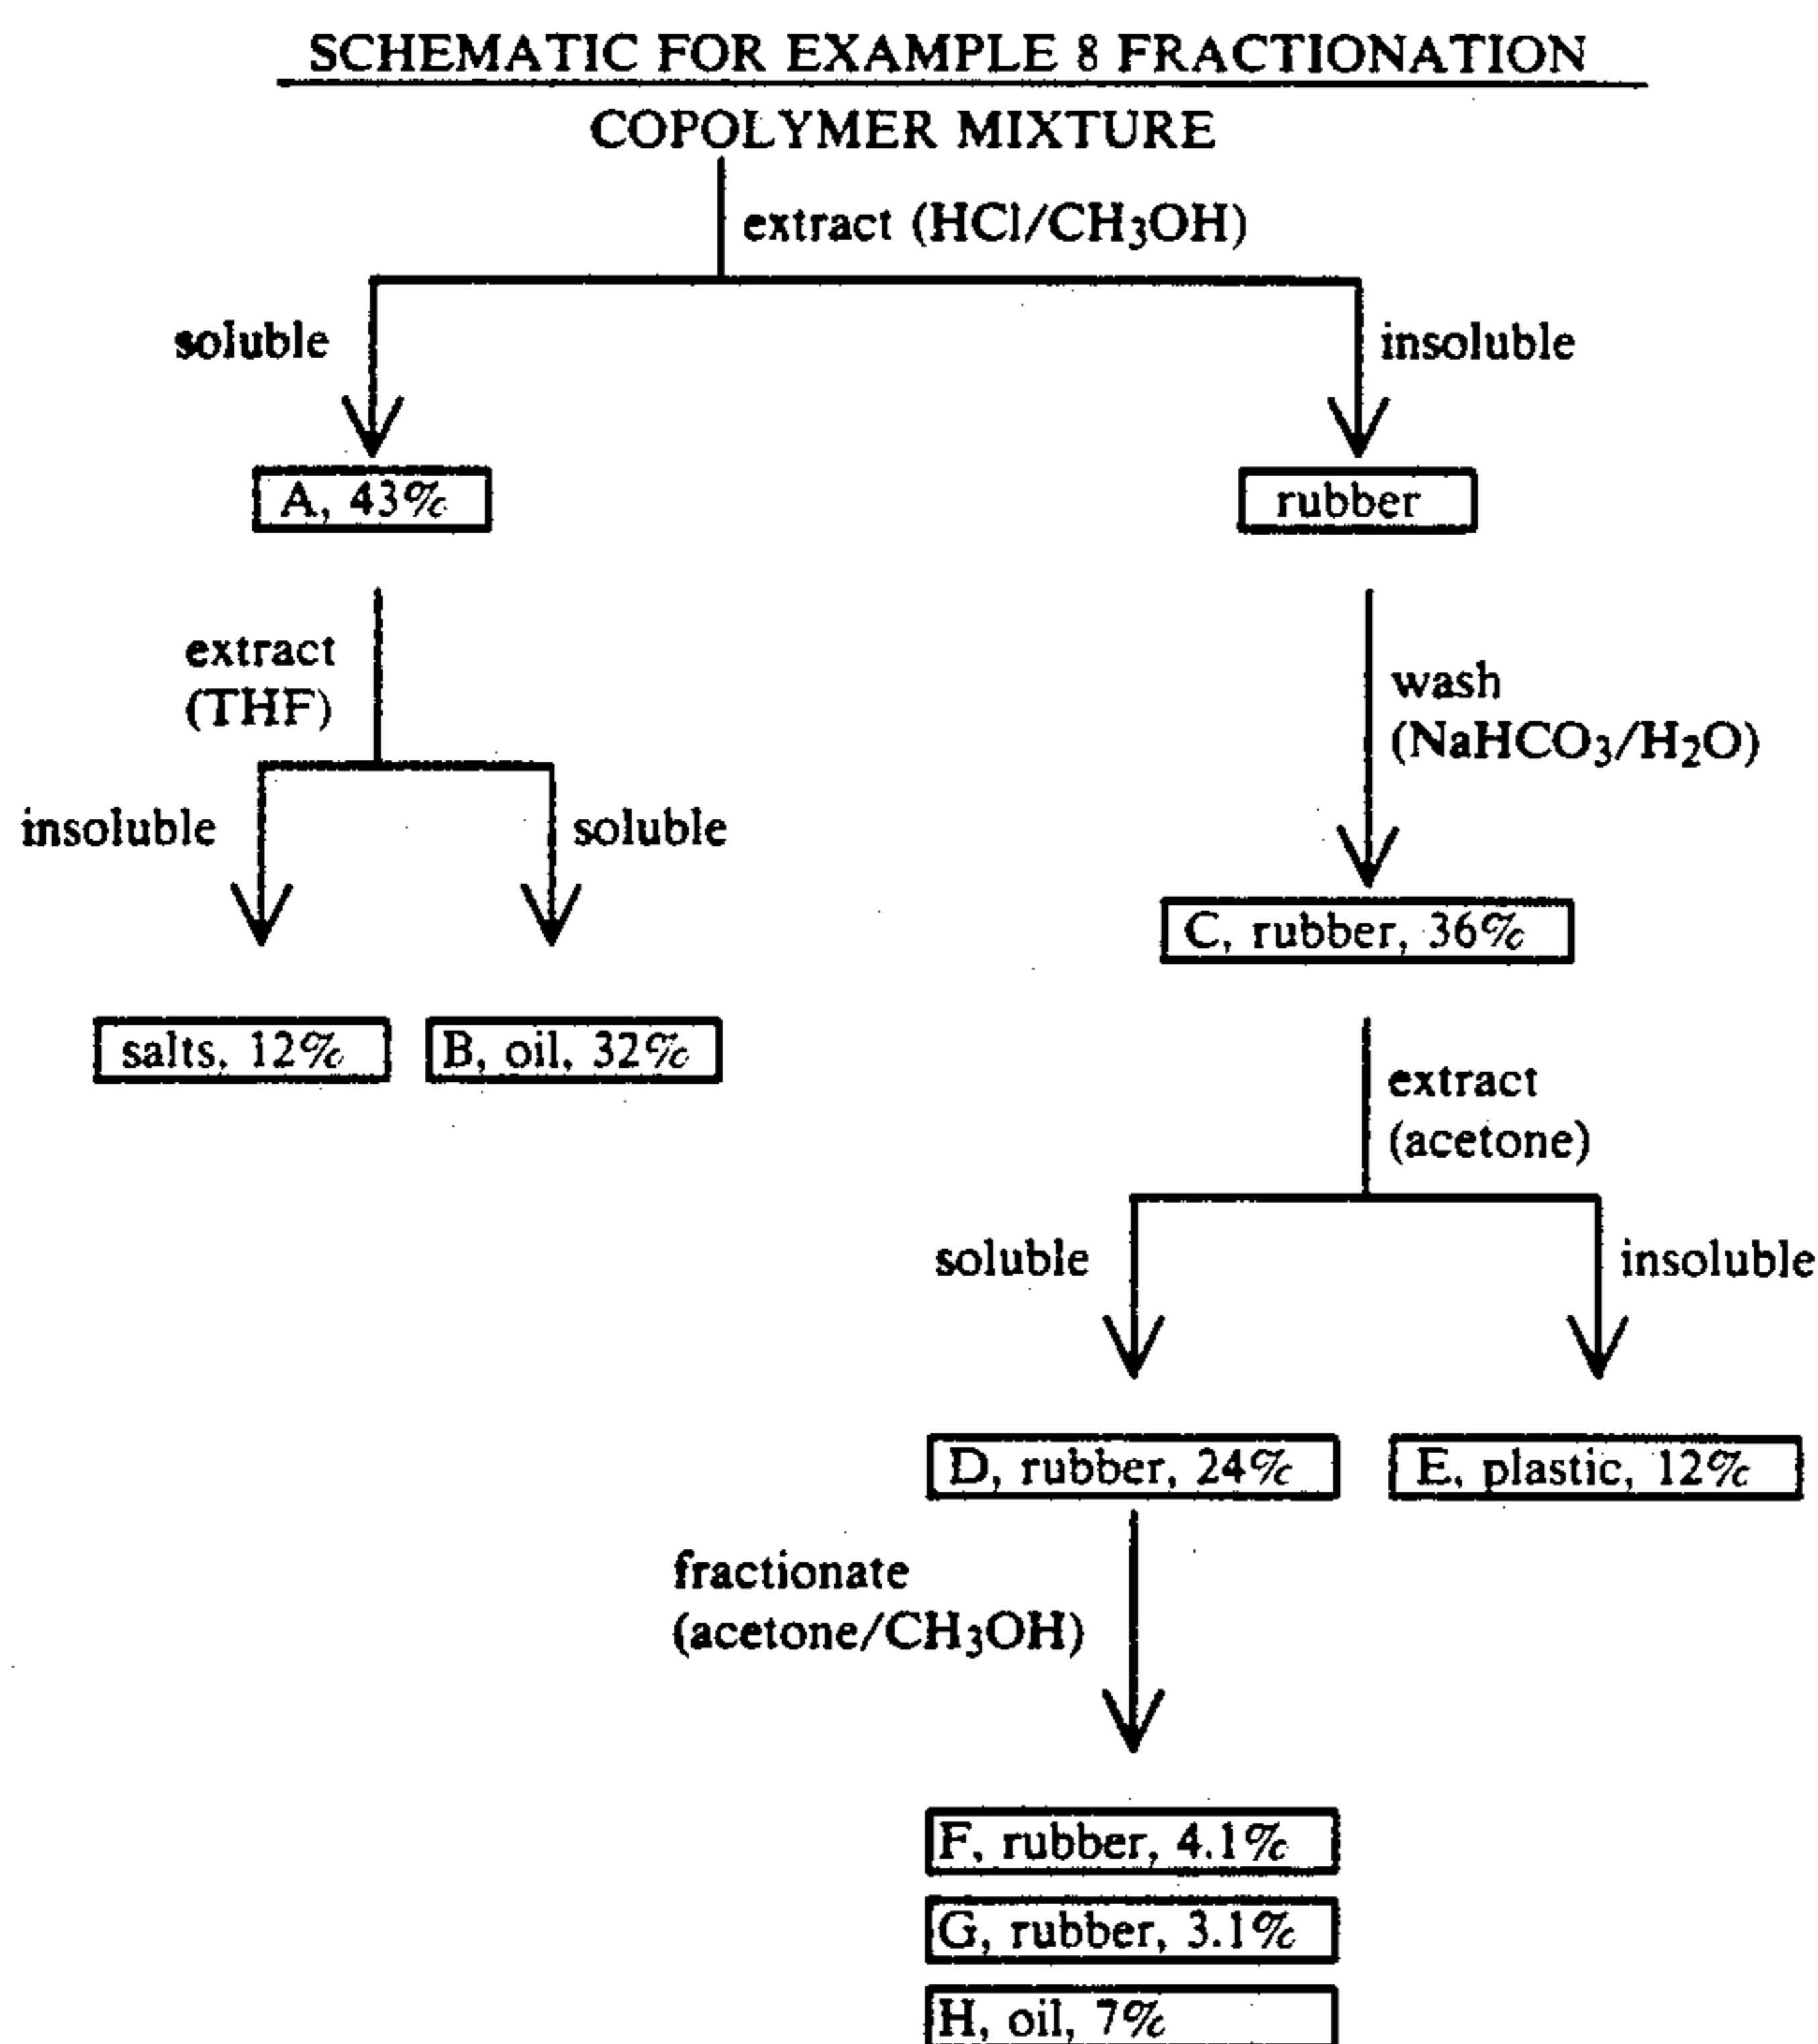 SCHEMATIC FOR EXAMPLE 8 FRACTIONATION
COPOLYMER MIXTURE
extract (HCl/CH₃OH)
soluble
insoluble
A, 43%
rubber
extract
(THF)
wash
(NaHCO₃/H₂O)
insoluble
soluble
C, rubber, 36%
salts, 12%
B, oil, 32%
extract
(acetone)
soluble
insoluble
D, rubber, 24%
E, plastic, 12%
fractionate
(acetone/CH₃OH)
F, rubber, 4.1%
G, rubber, 3.1%
H, oil, 7%